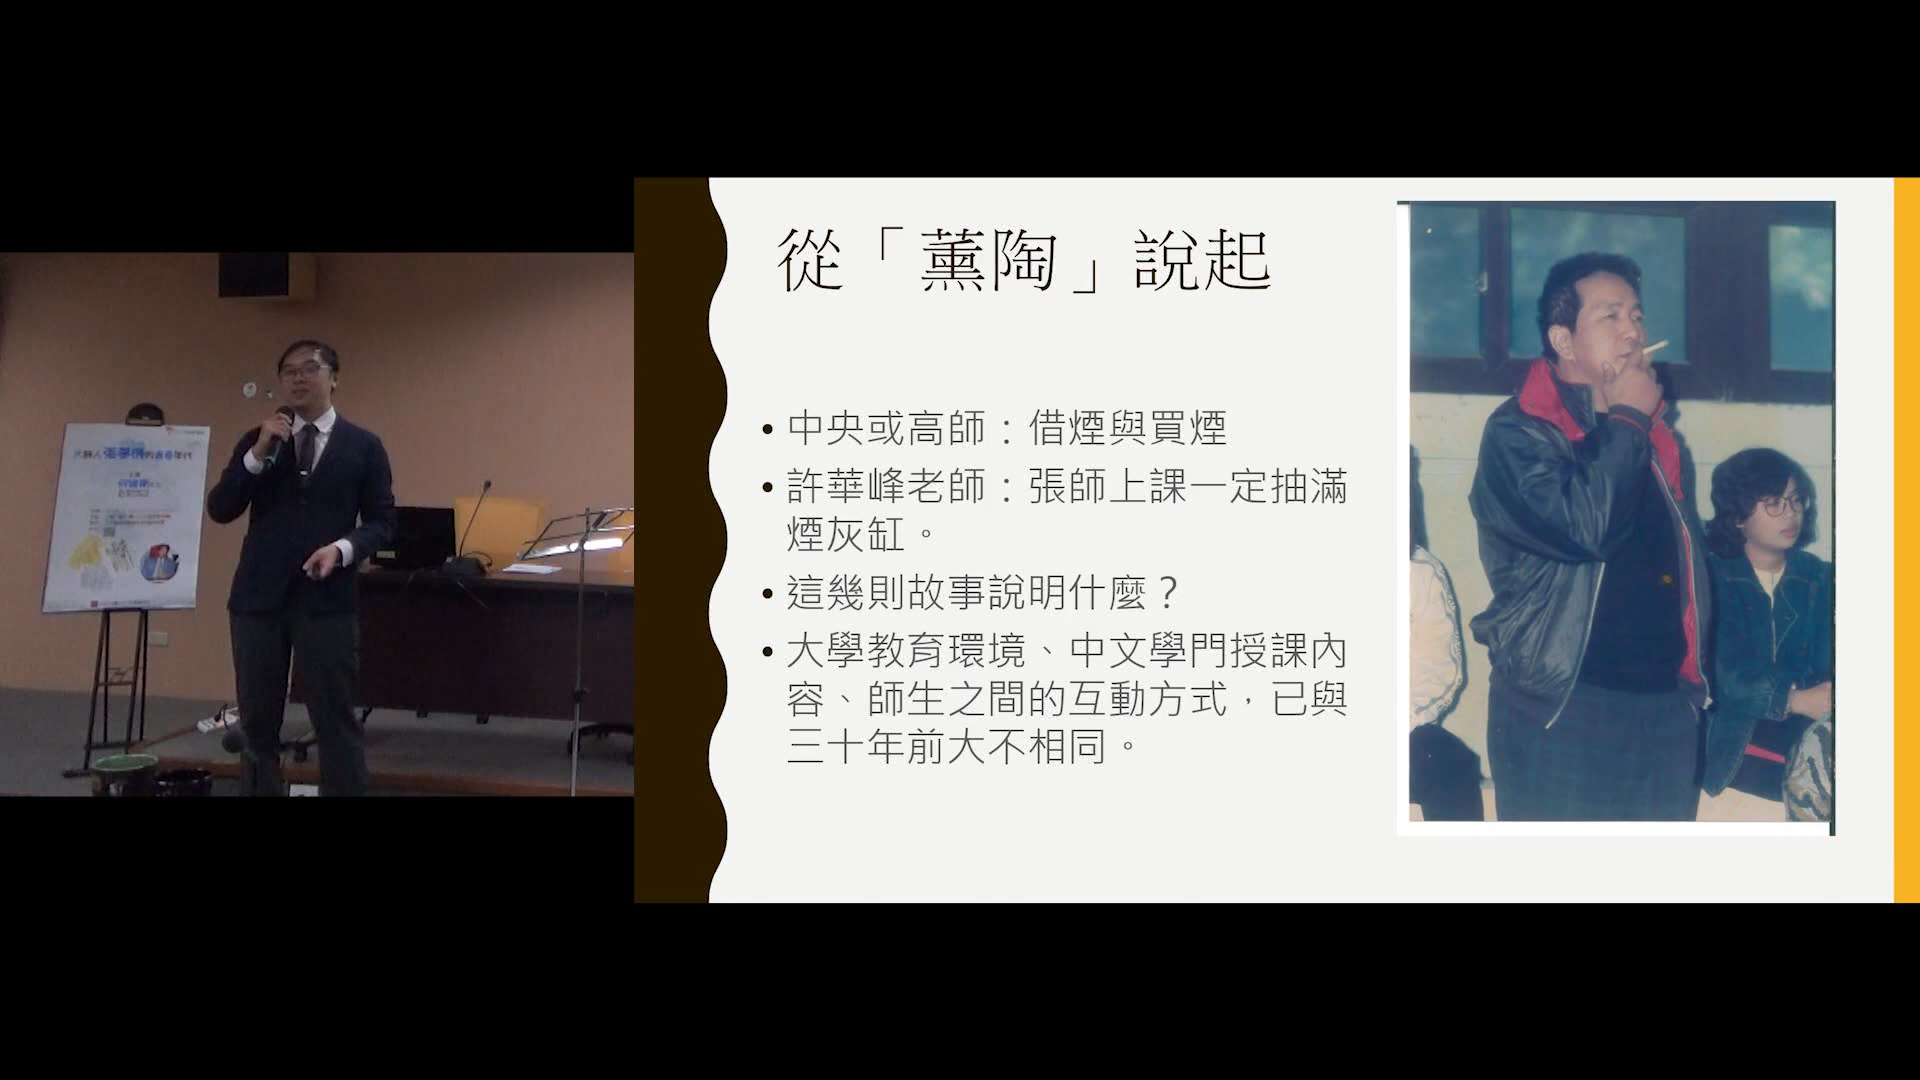 從「薰陶」說起
• 中央或高師：借煙與買煙
• 許華峰老師：張師上課一定抽滿
煙灰缸。
• 這幾則故事說明什麼？
• 大學教育環境、中文學門授課內
容、師生之間的互動方式，已與
三十年前大不相同。